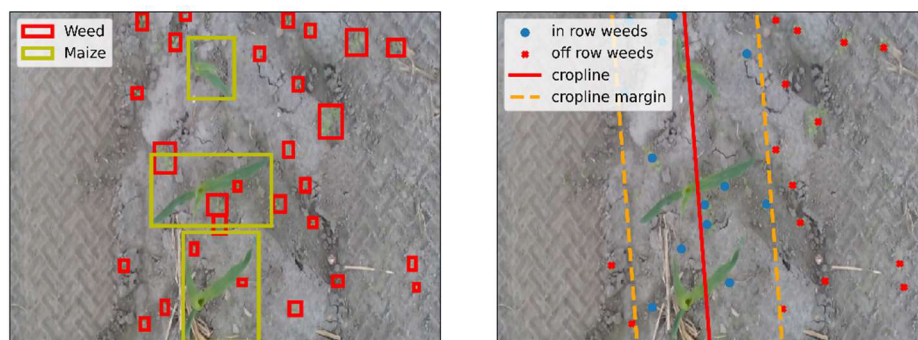 Weed
Maize
in row weeds
off row weeds
cropline
cropline margin